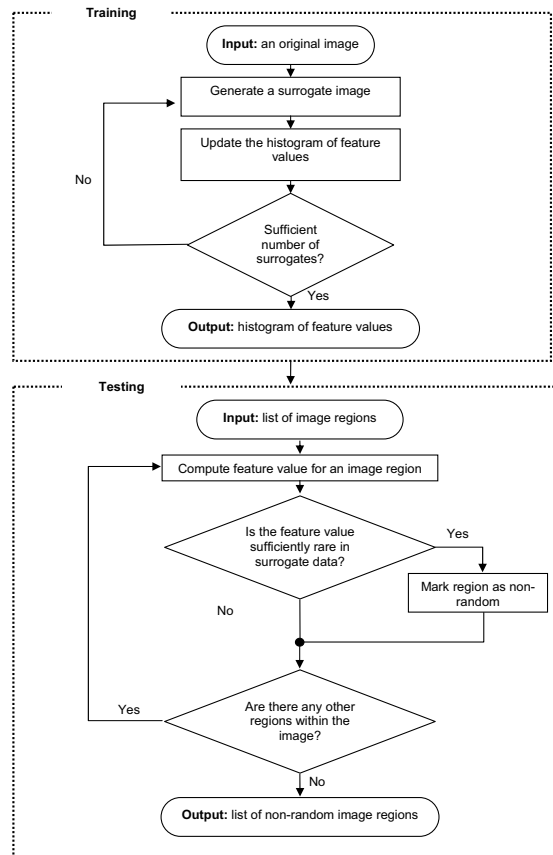 Training
Input: an original image
Generate a surrogate image
Update the histogram of feature
values
No
Sufficient
number of
surrogates?
Yes
Output: histogram of feature values
Testing
Input: list of image regions
Compute feature value for an image region
Is the feature value
sufficiently rare in
surrogate data?
Yes
Mark region as non-
random
No
Are there any other
regions within the
image?
Yes
No
Output: list of non-random image regions